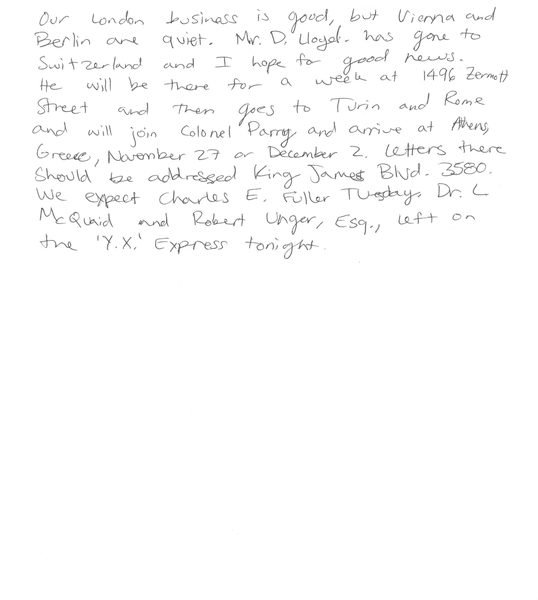 Our London business is good, but Vienna and
Berlin are quiet. Mr. D. Lloyd. has gone to
Switzerland and I hope for good news.
He will be there for a week at 1496 Zermott
Street and then goes to Turin and Rome
and will join Colonel Parry and arrive at Athens,
Greece, November 27 or December 2. Letters there
Should be addressed King James Blvd. 3580.
We expect Charles E. Fuller Tuesday. Dr. L
McQuaid and Robert Unger, Esq., left on
the 'Y.X.' Express tonight.